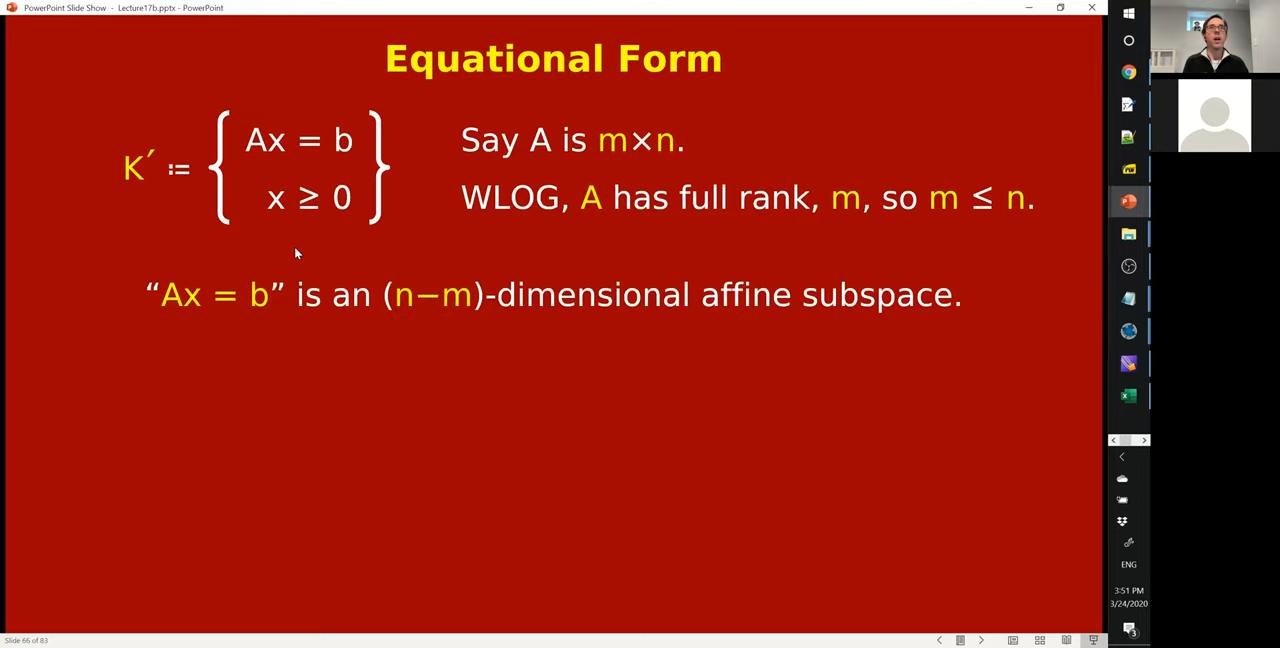 PowerPoint Slide Show - Lecture17b.pptx - PowerPoint
Equational Form
K′ ≔ { Ax = b
x ≥ 0 }
Say A is m×n.
WLOG, A has full rank, m, so m ≤ n.
“Ax = b” is an (n−m)-dimensional affine subspace.
ENG
3:51 PM
3/24/2020
3
Slide 66 of 83